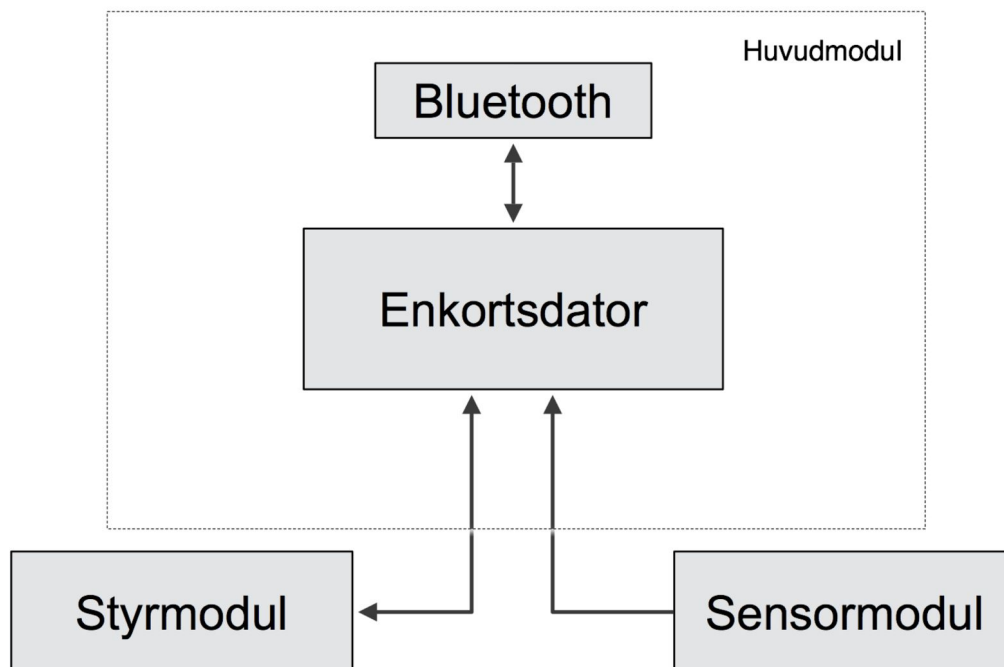 Huvudmodul
Bluetooth
Enkortsdator
Styrmodul
Sensormodul